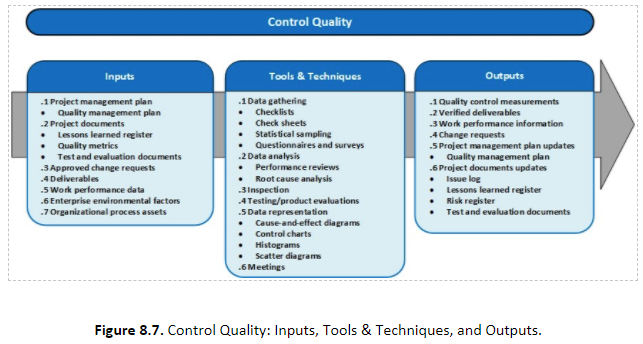 Control Quality
Inputs
.1 Project management plan
• Quality management plan
.2 Project documents
• Lessons learned register
• Quality metrics
• Test and evaluation documents
.3 Approved change requests
.4 Deliverables
.5 Work performance data
.6 Enterprise environmental factors
.7 Organizational process assets
Tools & Techniques
.1 Data gathering
• Checklists
• Check sheets
• Statistical sampling
• Questionnaires and surveys
.2 Data analysis
• Performance reviews
• Root cause analysis
.3 Inspection
.4 Testing/product evaluations
.5 Data representation
• Cause-and-effect diagrams
• Control charts
• Histograms
• Scatter diagrams
.6 Meetings
Outputs
.1 Quality control measurements
.2 Verified deliverables
.3 Work performance information
.4 Change requests
.5 Project management plan updates
• Quality management plan
.6 Project documents updates
• Issue log
• Lessons learned register
• Risk register
• Test and evaluation documents
Figure 8.7. Control Quality: Inputs, Tools & Techniques, and Outputs.